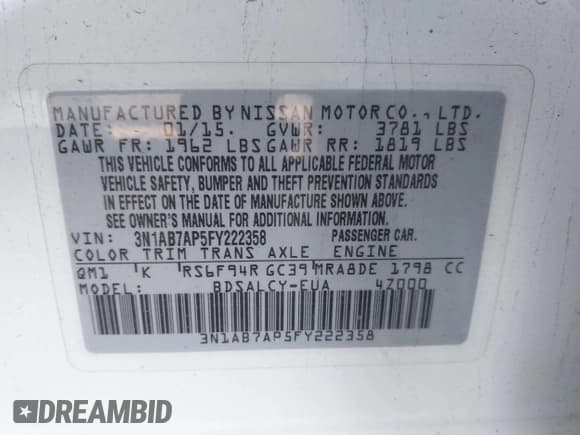 MANUFACTURED BY NISSAN MOTOR CO., LTD.
DATE: 01/15. GVWR: 3781 LBS
GAWR FR: 1962 LBS GAWR RR: 1819 LBS
THIS VEHICLE CONFORMS TO ALL APPLICABLE FEDERAL MOTOR
VEHICLE SAFETY, BUMPER AND THEFT PREVENTION STANDARDS
IN EFFECT ON THE DATE OF MANUFACTURE SHOWN ABOVE.
SEE OWNER'S MANUAL FOR ADDITIONAL INFORMATION.
VIN: 3N1AB7AP5FY222358 PASSENGER CAR.
COLOR TRIM TRANS AXLE ENGINE
QM1 K RS6F94R GC39 MRA8DE 1798 CC
MODEL: BDSALCY-EUA 4Z000
3N1AB7AP5FY222358
DREAMBID